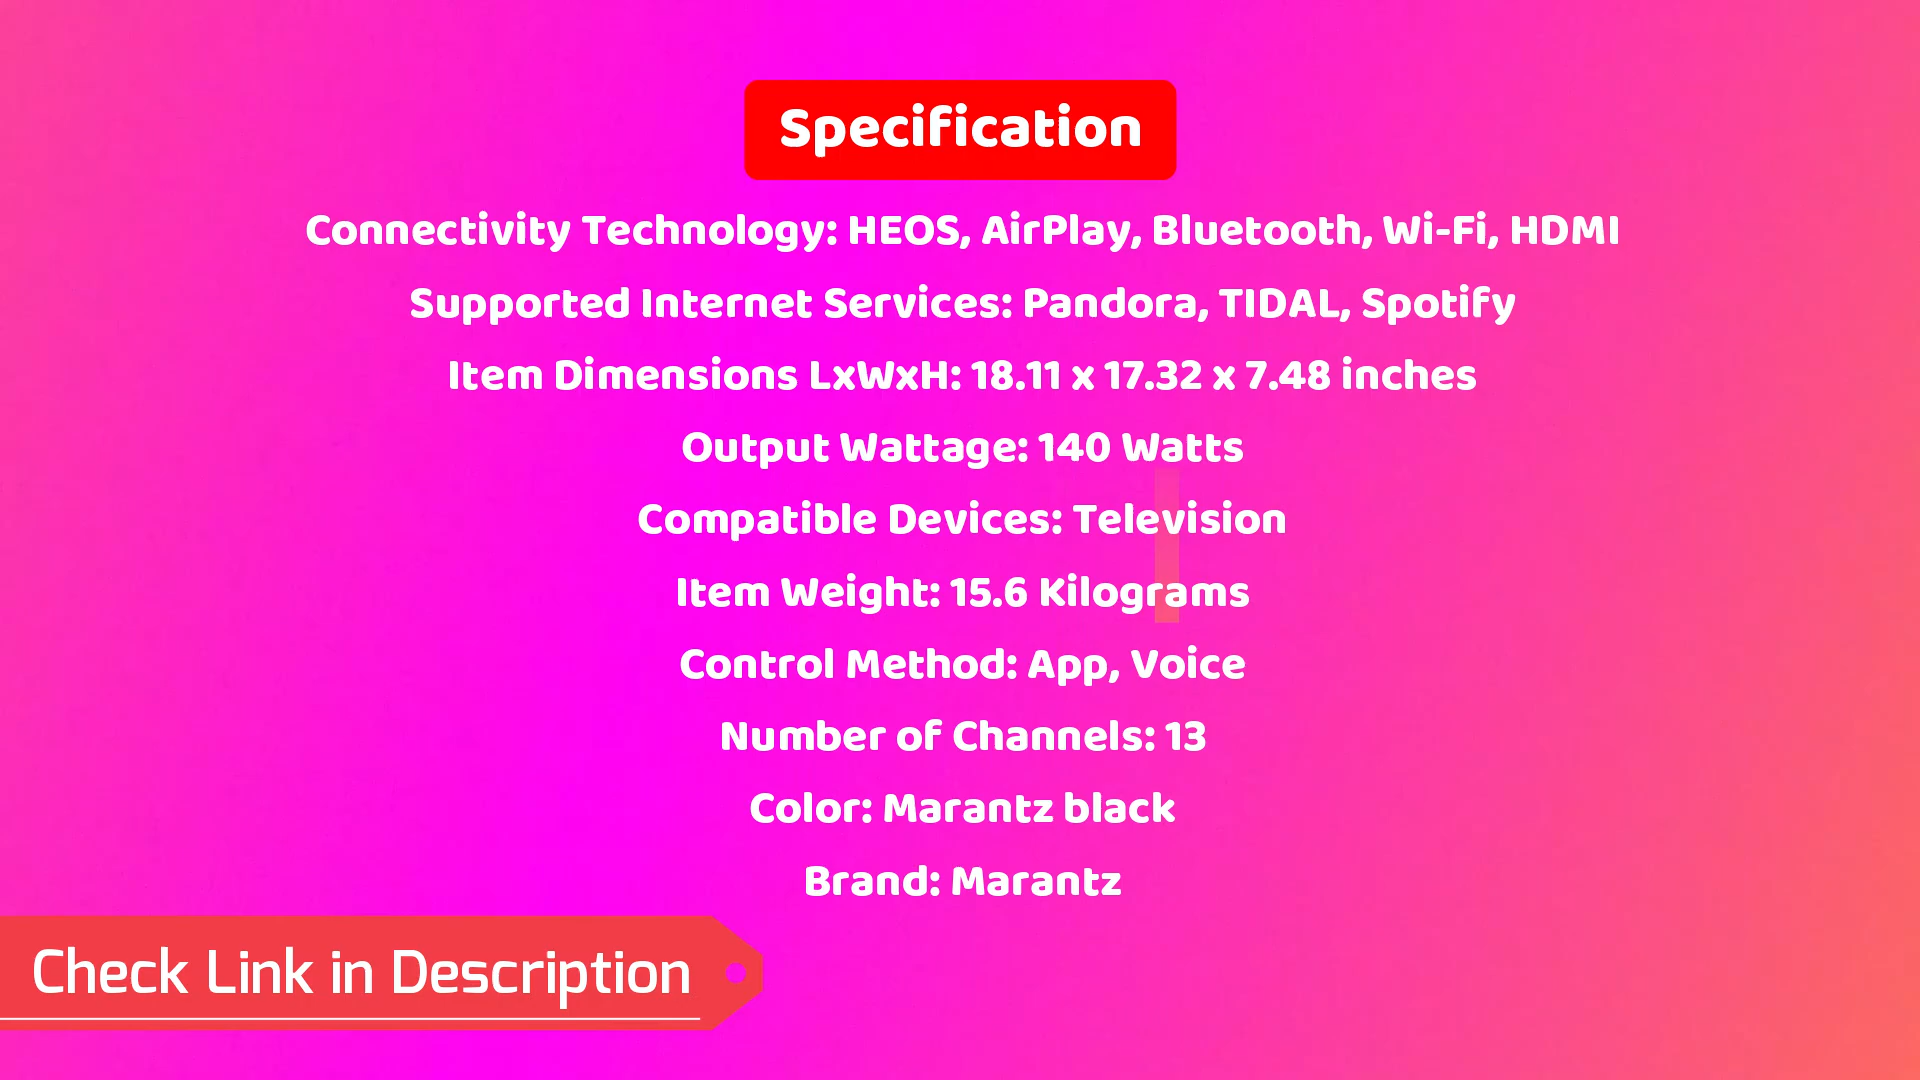 Specification
Connectivity Technology: HEOS, AirPlay, Bluetooth, Wi-Fi, HDMI
Supported Internet Services: Pandora, TIDAL, Spotify
Item Dimensions LxWxH: 18.11 x 17.32 x 7.48 inches
Output Wattage: 140 Watts
Compatible Devices: Television
Item Weight: 15.6 Kilograms
Control Method: App, Voice
Number of Channels: 13
Color: Marantz black
Brand: Marantz
Check Link in Description